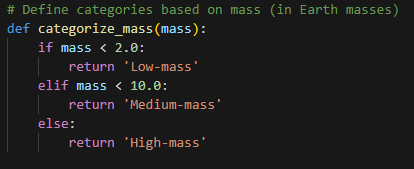 # Define categories based on mass (in Earth masses)
def categorize_mass(mass):
    if mass < 2.0:
        return 'Low-mass'
    elif mass < 10.0:
        return 'Medium-mass'
    else:
        return 'High-mass'